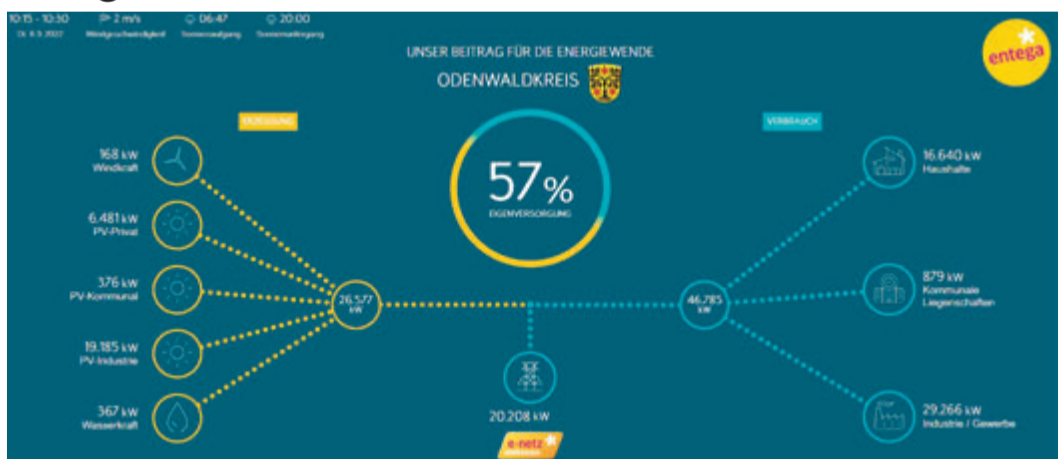 10:15 - 10:30
2 m/s
06:47
20:00
Windgeschwindigkeit
Sonnenaufgang
Sonnenuntergang
UNSER BEITRAG FÜR DIE ENERGIEWENDE
ODENWALDKREIS
entega
ERZEUGUNG
VERBRAUCH
57%
EIGENVERSORGUNG
168 kW
Windkraft
6.481 kW
PV-Privat
376 kW
PV-Kommunal
19.185 kW
PV-Industrie
367 kW
Wasserkraft
26.577
kW
46.785
kW
20.208 kW
e-netz
16.640 kW
Haushalte
879 kW
Kommunale
Liegenschaften
29.266 kW
Industrie / Gewerbe